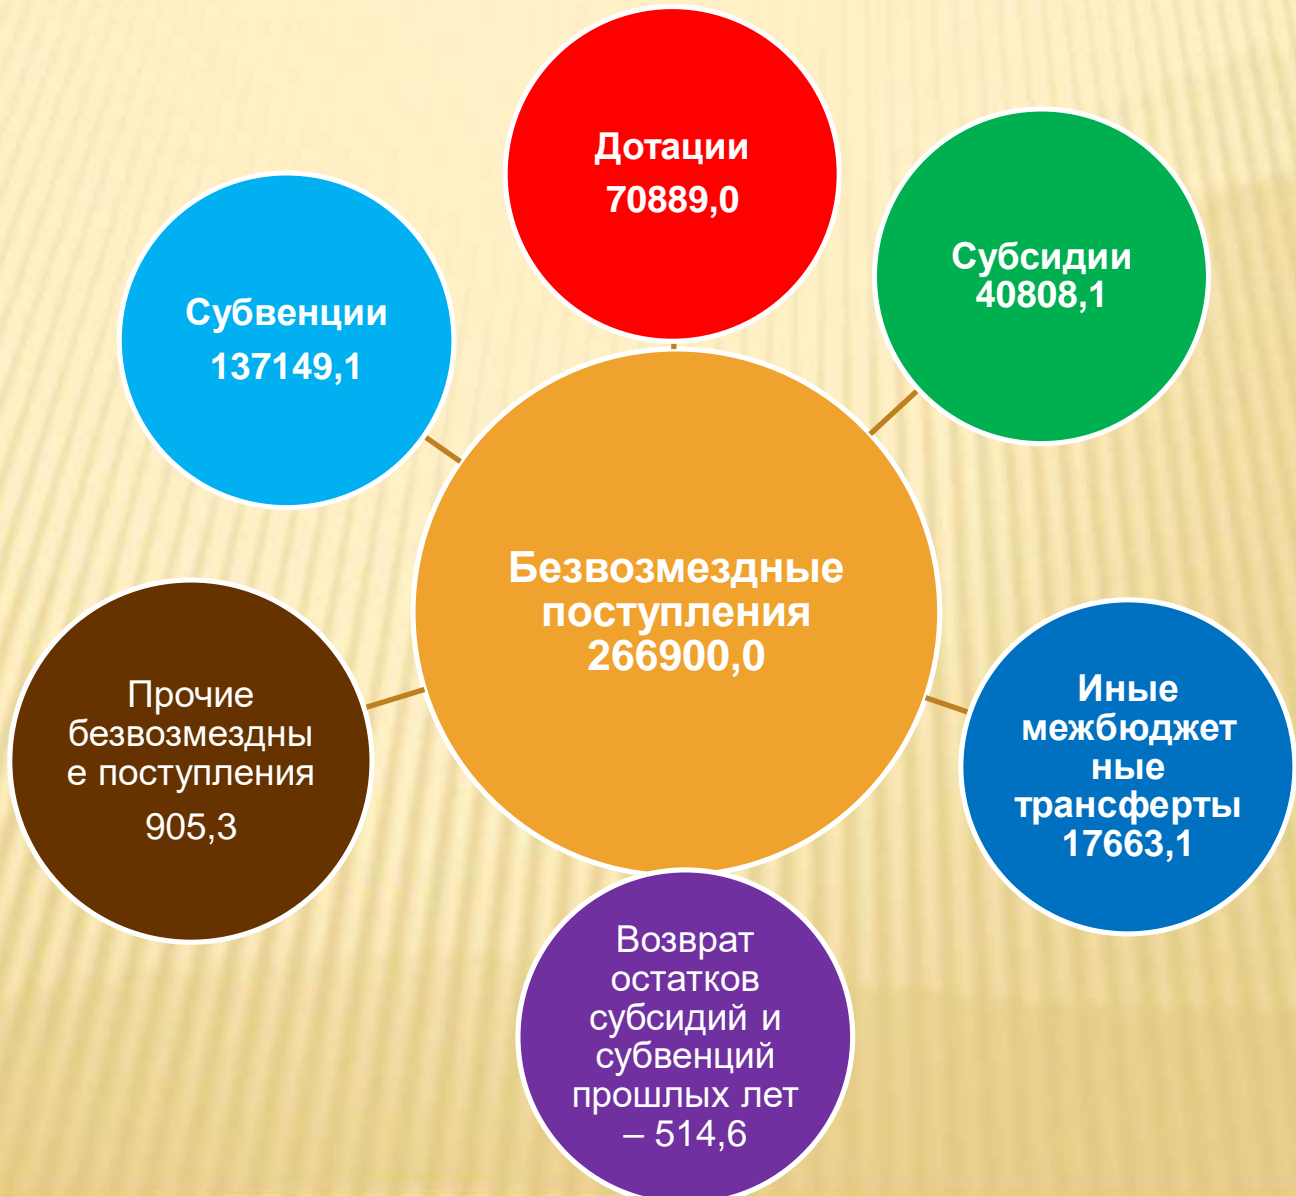 Дотации
70889,0
Субсидии
40808,1
Субвенции
137149,1
Безвозмездные
поступления
266900,0
Иные
межбюджет
ные
трансферты
17663,1
Прочие
безвозмездны
е поступления
905,3
Возврат
остатков
субсидий и
субвенций
прошлых лет
– 514,6